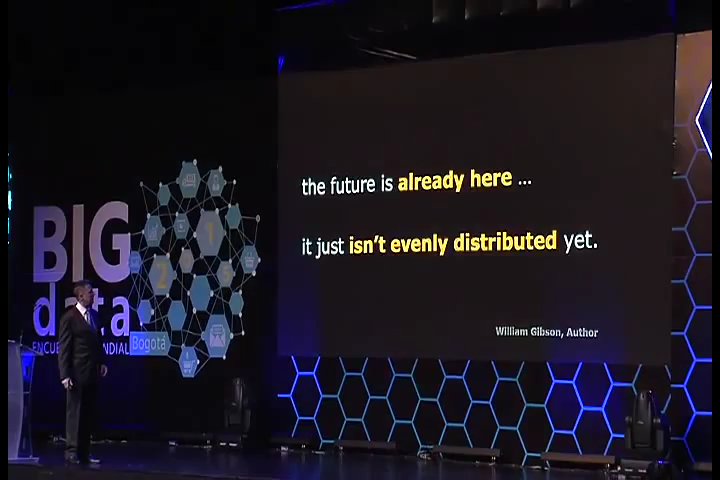 BIG
data
Bogotá
the future is already here ...
it just isn't evenly distributed yet.
William Gibson, Author